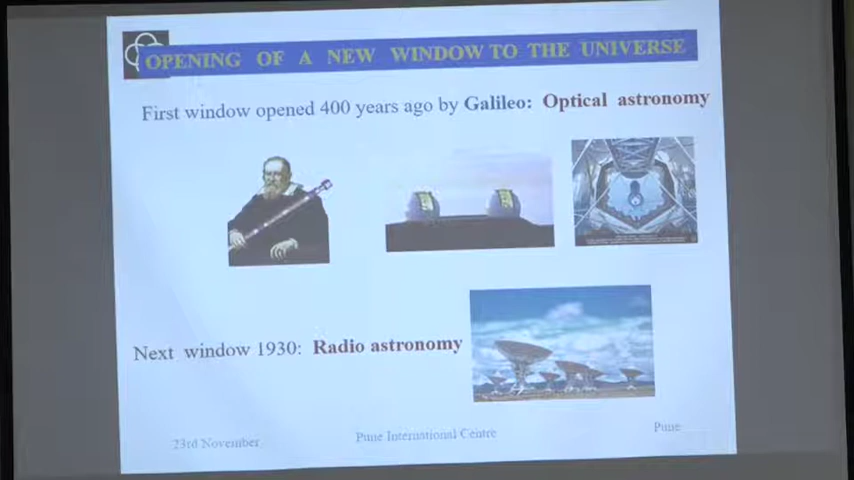 OPENING OF A NEW WINDOW TO THE UNIVERSE
First window opened 400 years ago by Galileo: Optical astronomy
Next window 1930: Radio astronomy
23rd November Pune International Centre Pune